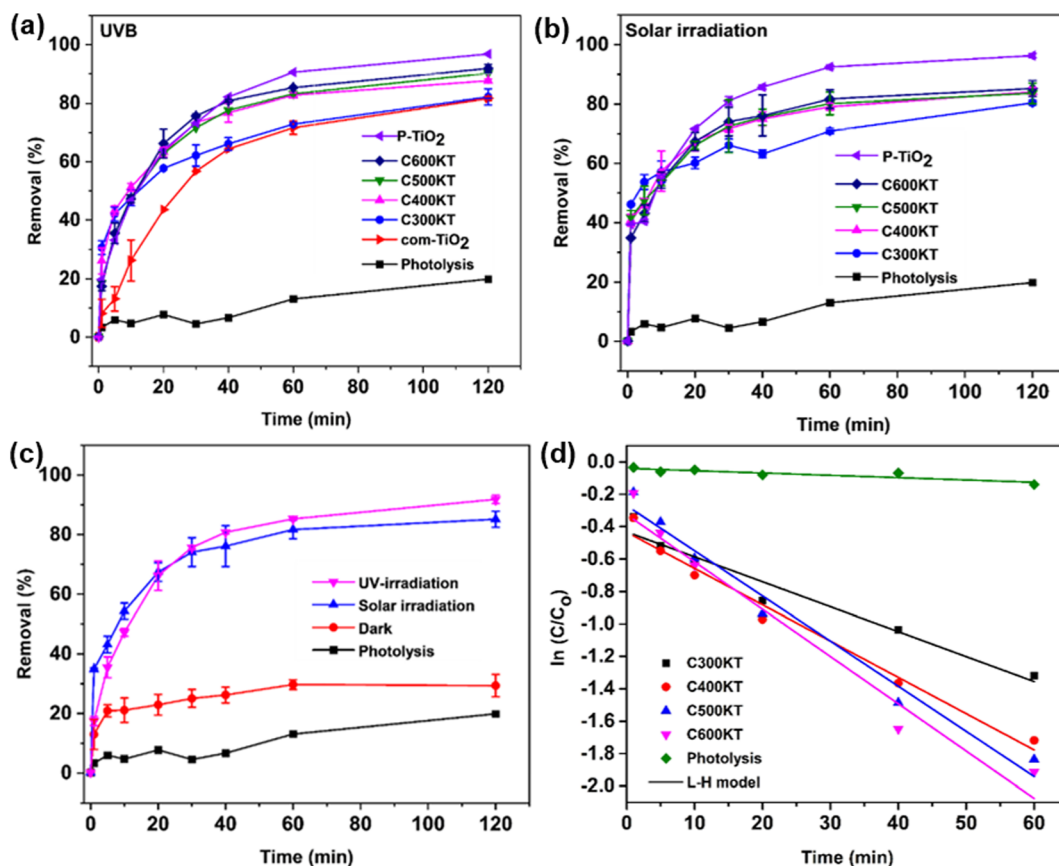 (a)
UVB
100
80
60
40
20
0
Removal (%)
P-TiO₂
C600KT
C500KT
C400KT
C300KT
com-TiO₂
Photolysis
0 20 40 60 80 100 120
Time (min)
(b)
Solar irradiation
100
80
60
40
20
0
Removal (%)
P-TiO₂
C600KT
C500KT
C400KT
C300KT
Photolysis
0 20 40 60 80 100 120
Time (min)
(c)
100
80
60
40
20
0
Removal (%)
UV-irradiation
Solar irradiation
Dark
Photolysis
0 20 40 60 80 100 120
Time (min)
(d)
0.0
-0.2
-0.4
-0.6
-0.8
-1.0
-1.2
-1.4
-1.6
-1.8
-2.0
ln (C/Cₒ)
C300KT
C400KT
C500KT
C600KT
Photolysis
L-H model
0 10 20 30 40 50 60
Time (min)